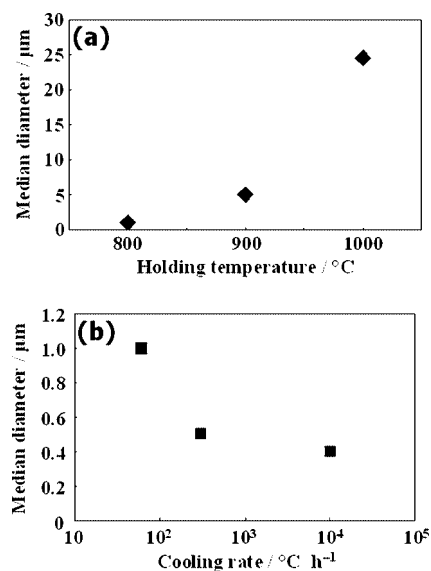 (a)
30
25
20
15
10
5
0
Median diameter / μm
800 900 1000
Holding temperature / °C
(b)
1.2
1.0
0.8
0.6
0.4
0.2
0
Median diameter / μm
10 10² 10³ 10⁴ 10⁵
Cooling rate / °C h⁻¹